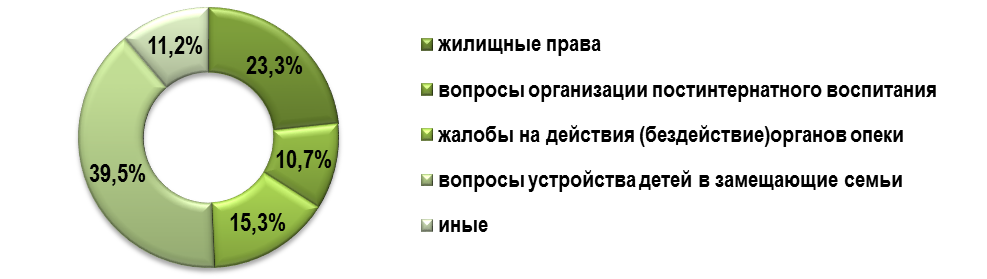 11,2%
23,3%
39,5%
10,7%
15,3%
жилищные права
вопросы организации постинтернатного воспитания
жалобы на действия (бездействие)органов опеки
вопросы устройства детей в замещающие семьи
иные